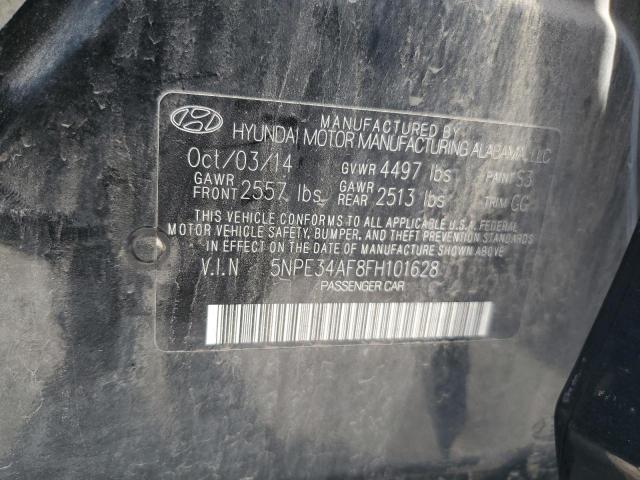 MANUFACTURED BY
HYUNDAI MOTOR MANUFACTURING ALABAMA, LLC
Oct/03/14 GVWR 4497 lbs PAINT S3
GAWR FRONT 2557 lbs GAWR REAR 2513 lbs TRIM CG
THIS VEHICLE CONFORMS TO ALL APPLICABLE U.S.A. FEDERAL
MOTOR VEHICLE SAFETY, BUMPER, AND THEFT PREVENTION STANDARDS
IN EFFECT ON THE DATE OF MANUFACTURE SHOWN ABOVE.
V.I.N 5NPE34AF8FH101628
PASSENGER CAR